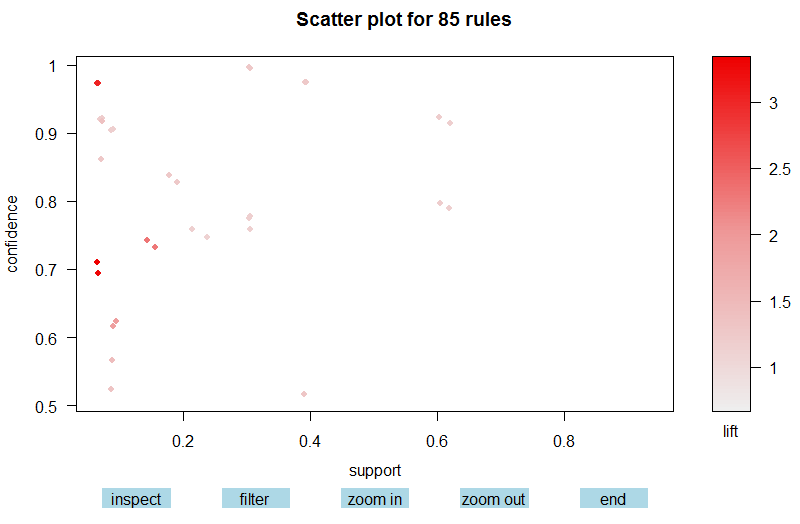 Scatter plot for 85 rules
1
0.9
0.8
0.7
0.6
0.5
confidence
0.2 0.4 0.6 0.8
support
3
2.5
2
1.5
1
lift
inspect filter zoom in zoom out end